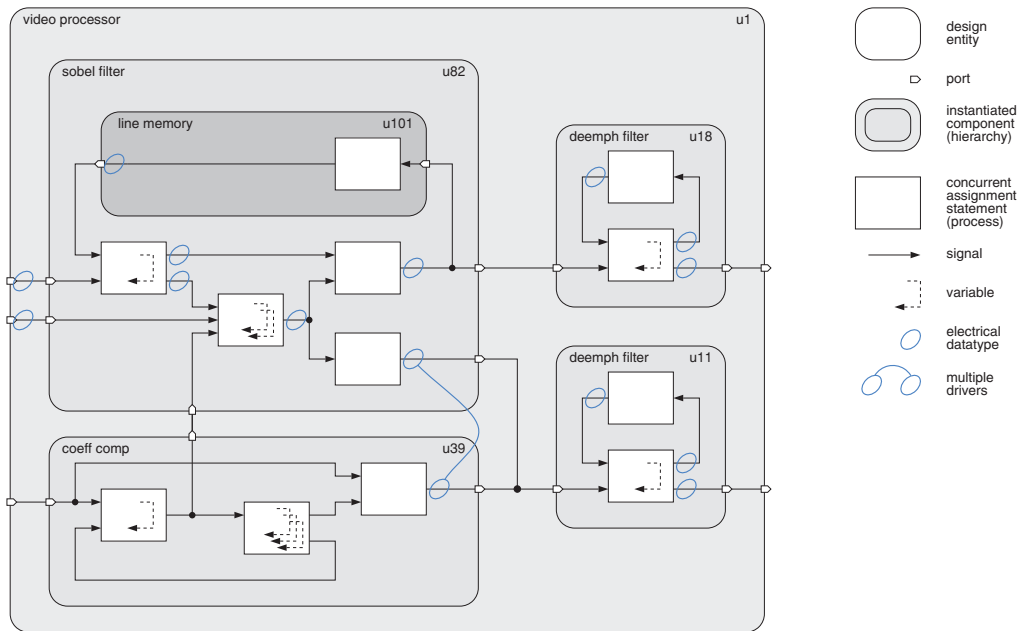 video processor u1
sobel filter u82
line memory u101
deemph filter u18
deemph filter u11
coeff comp u39
design
entity
port
instantiated
component
(hierarchy)
concurrent
assignment
statement
(process)
signal
variable
electrical
datatype
multiple
drivers